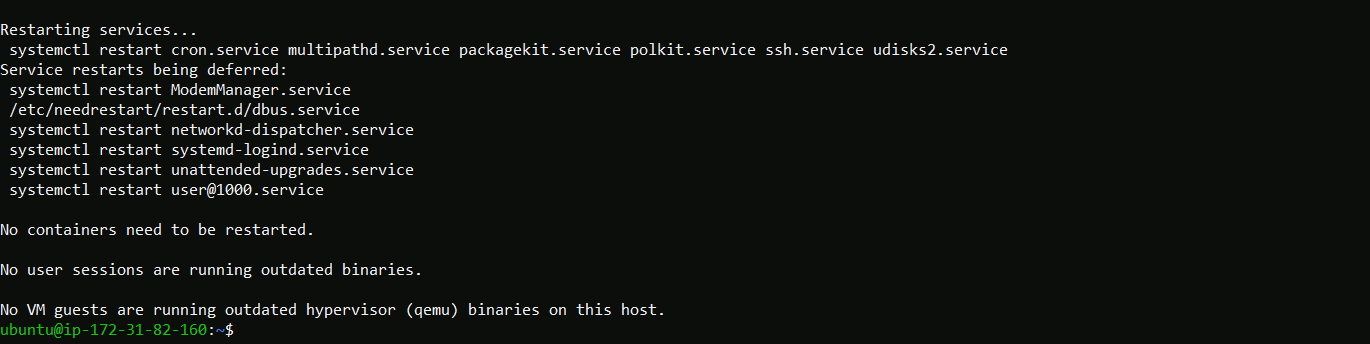 Restarting services...
 systemctl restart cron.service multipathd.service packagekit.service polkit.service ssh.service udisks2.service
Service restarts being deferred:
 systemctl restart ModemManager.service
 /etc/needrestart/restart.d/dbus.service
 systemctl restart networkd-dispatcher.service
 systemctl restart systemd-logind.service
 systemctl restart unattended-upgrades.service
 systemctl restart user@1000.service
No containers need to be restarted.
No user sessions are running outdated binaries.
No VM guests are running outdated hypervisor (qemu) binaries on this host.
ubuntu@ip-172-31-82-160:~$